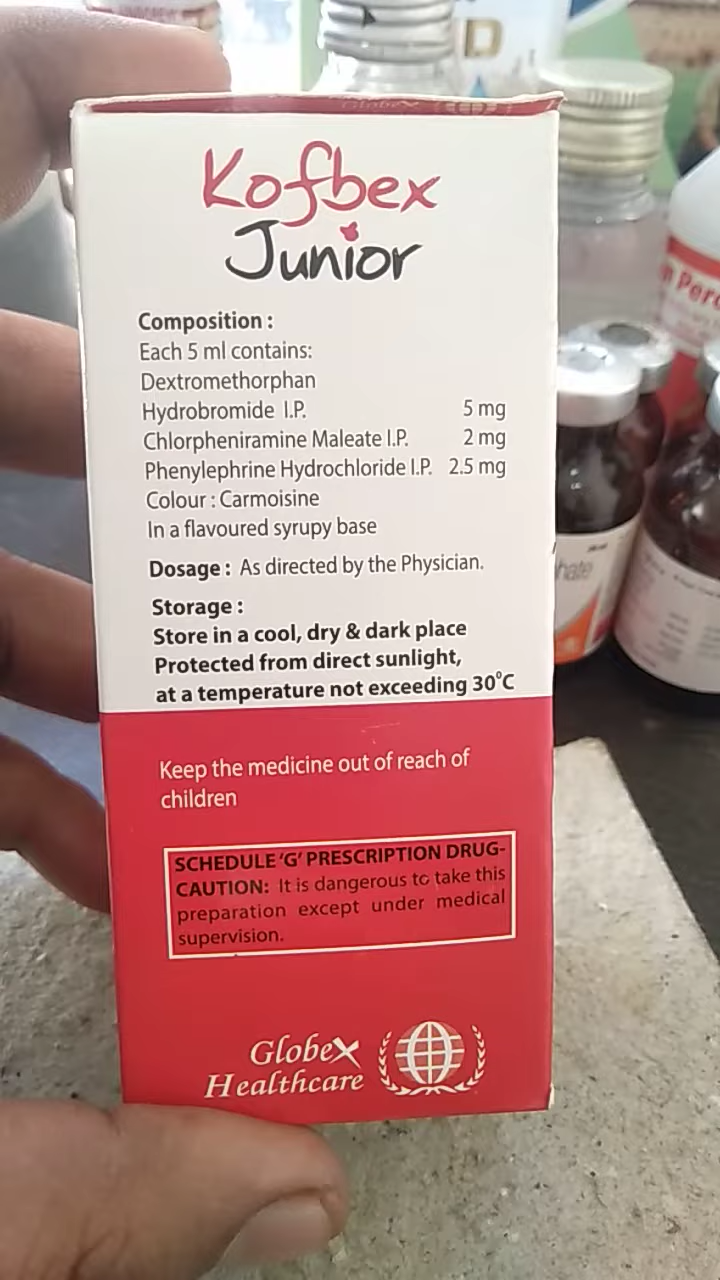 Kofbex
Junior
Composition :
Each 5 ml contains:
Dextromethorphan
Hydrobromide I.P. 5 mg
Chlorpheniramine Maleate I.P. 2 mg
Phenylephrine Hydrochloride I.P. 2.5 mg
Colour : Carmoisine
In a flavoured syrupy base
Dosage : As directed by the Physician.
Storage :
Store in a cool, dry & dark place
Protected from direct sunlight,
at a temperature not exceeding 30°C
Keep the medicine out of reach of
children
SCHEDULE 'G' PRESCRIPTION DRUG-
CAUTION: It is dangerous to take this
preparation except under medical
supervision.
Globex
Healthcare